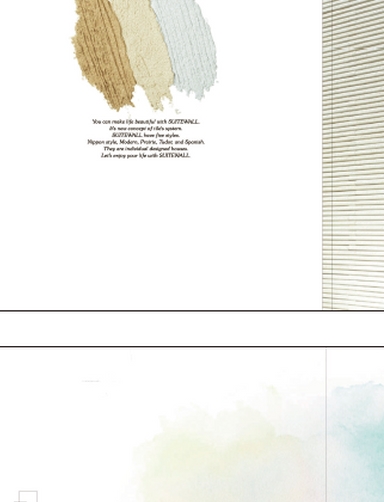 You can make life beautiful with SUITEWALL.
It's new concept of tile's system.
SUITEWALL have five styles.
Nippon style, Modern, Prairie, Tudor, and Spanish.
They are individual designed houses.
Let's enjoy your life with SUITEWALL.